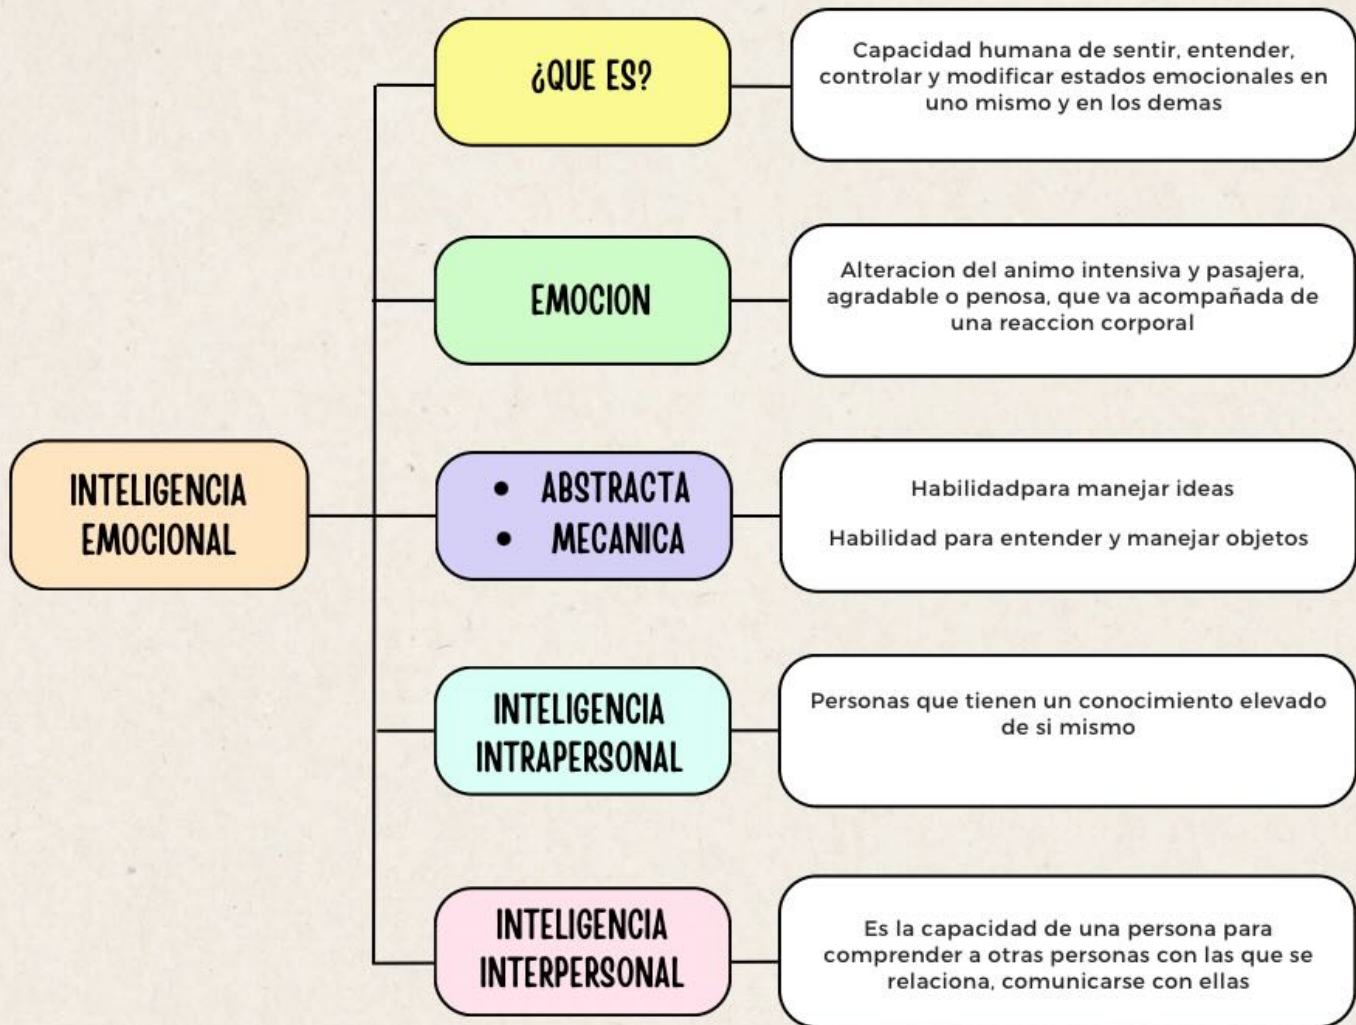 ¿QUE ES?
Capacidad humana de sentir, entender,
controlar y modificar estados emocionales en
uno mismo y en los demas
EMOCION
Alteracion del animo intensiva y pasajera,
agradable o penosa, que va acompañada de
una reaccion corporal
INTELIGENCIA
EMOCIONAL
• ABSTRACTA
• MECANICA
Habilidadpara manejar ideas
Habilidad para entender y manejar objetos
INTELIGENCIA
INTRAPERSONAL
Personas que tienen un conocimiento elevado
de si mismo
INTELIGENCIA
INTERPERSONAL
Es la capacidad de una persona para
comprender a otras personas con las que se
relaciona, comunicarse con ellas